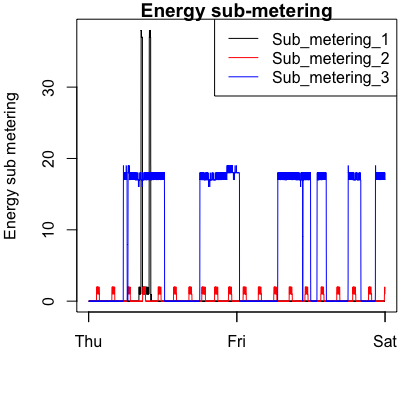 Energy sub-metering
Sub_metering_1
Sub_metering_2
Sub_metering_3
Energy sub metering
30
20
10
0
Thu Fri Sat